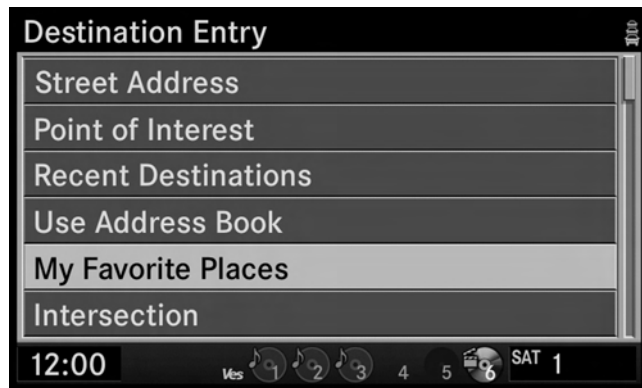 Destination Entry
Street Address
Point of Interest
Recent Destinations
Use Address Book
My Favorite Places
Intersection
12:00 Ves 1 2 3 4 5 6 SAT 1